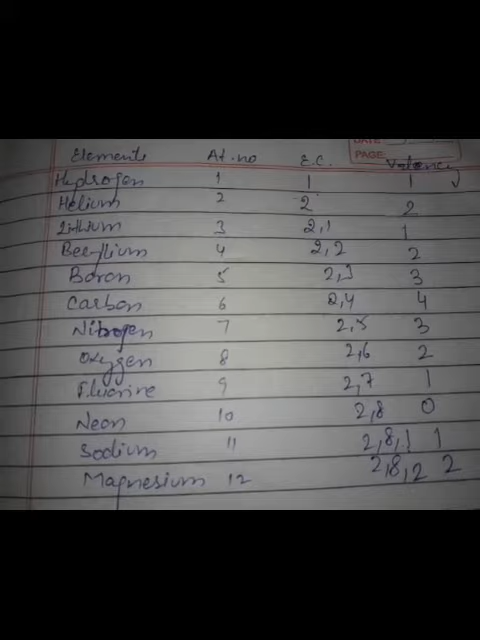 DATE
PAGE
Elements At. no E.C. Valency
Hydrogen 1 1 1
Helium 2 2 2
Lithium 3 2,1 1
Beryllium 4 2,2 2
Boron 5 2,3 3
Carbon 6 2,4 4
Nitrogen 7 2,5 3
Oxygen 8 2,6 2
Fluorine 9 2,7 1
Neon 10 2,8 0
Sodium 11 2,8,1 1
Magnesium 12 2,8,2 2